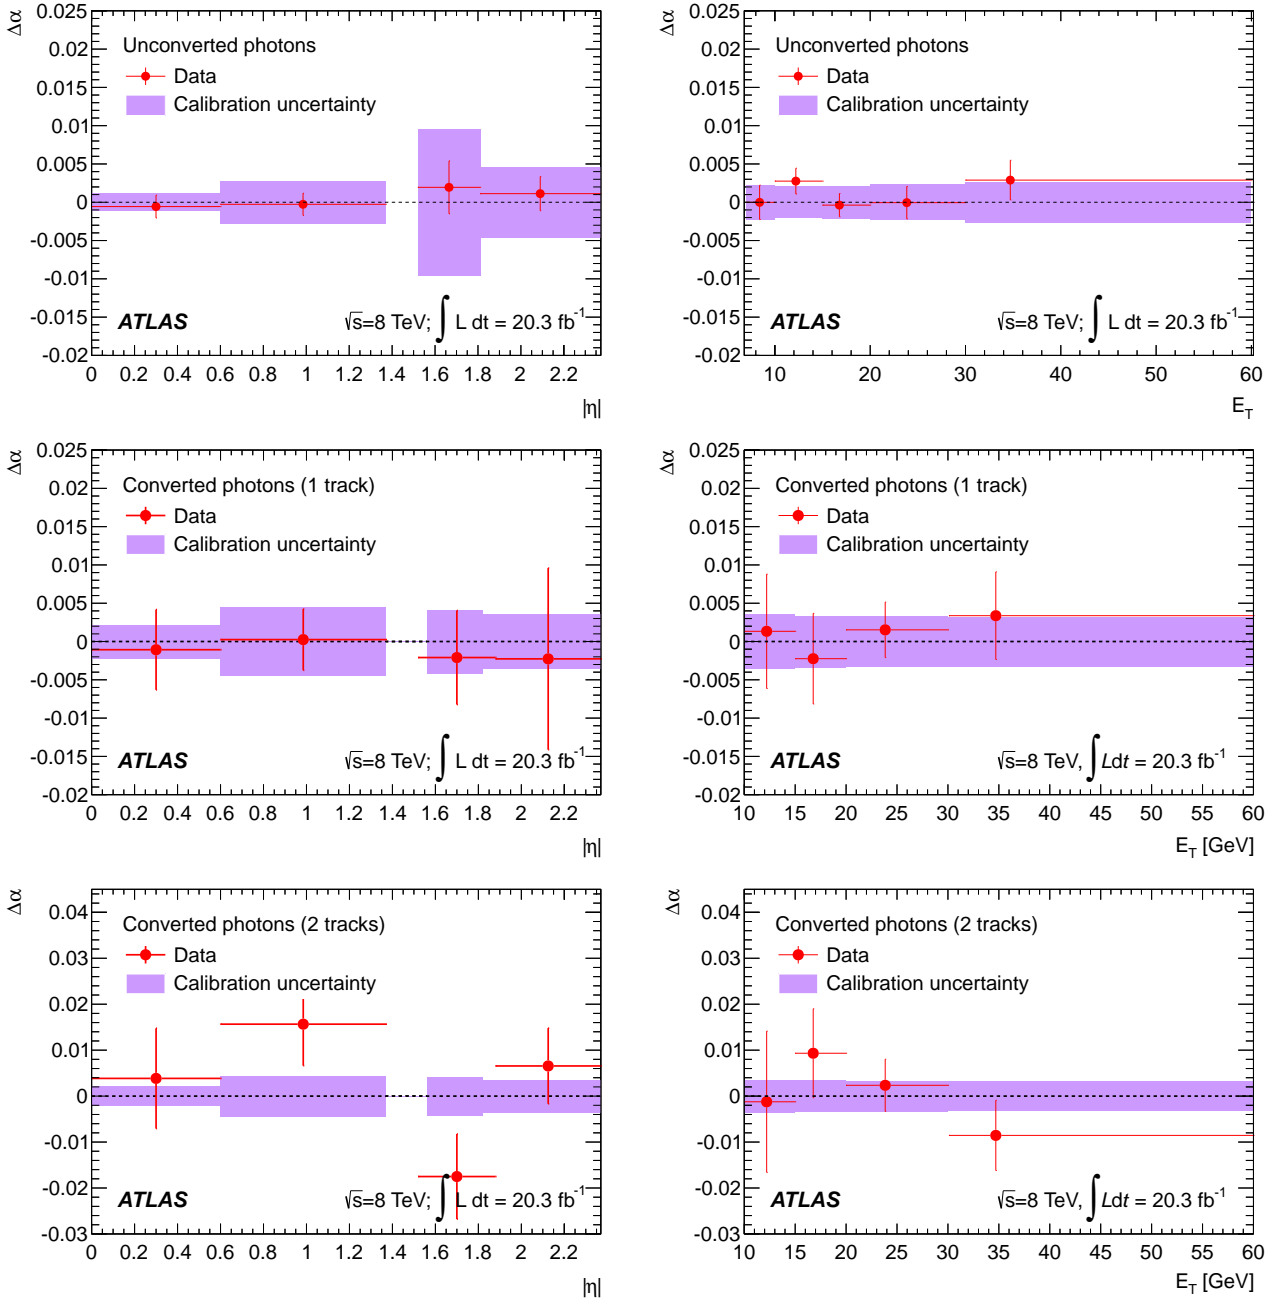 Δα
0.025
Unconverted photons
0.02
0.015
Data
Calibration uncertainty
0.01
0.005
0
-0.005
-0.01
-0.015
ATLAS
√s=8 TeV; ∫ L dt = 20.3 fb-1
-0.02
0 0.2 0.4 0.6 0.8 1 1.2 1.4 1.6 1.8 2 2.2
|η|
Δα
0.025
Unconverted photons
0.02
0.015
Data
Calibration uncertainty
0.01
0.005
0
-0.005
-0.01
-0.015
ATLAS
√s=8 TeV; ∫ L dt = 20.3 fb-1
-0.02
10 20 30 40 50 60
E_T
Δα
0.025
Converted photons (1 track)
0.02
0.015
Data
Calibration uncertainty
0.01
0.005
0
-0.005
-0.01
-0.015
ATLAS
√s=8 TeV; ∫ L dt = 20.3 fb-1
-0.02
0 0.2 0.4 0.6 0.8 1 1.2 1.4 1.6 1.8 2 2.2
|η|
Δα
0.025
Converted photons (1 track)
0.02
0.015
Data
Calibration uncertainty
0.01
0.005
0
-0.005
-0.01
-0.015
ATLAS
√s=8 TeV, ∫ Ldt = 20.3 fb-1
-0.02
10 15 20 25 30 35 40 45 50 55 60
E_T [GeV]
Δα
0.04
Converted photons (2 tracks)
0.03
Data
Calibration uncertainty
0.02
0.01
0
-0.01
-0.02
ATLAS
√s=8 TeV; ∫ L dt = 20.3 fb-1
-0.03
0 0.2 0.4 0.6 0.8 1 1.2 1.4 1.6 1.8 2 2.2
|η|
Δα
0.04
Converted photons (2 tracks)
0.03
Data
Calibration uncertainty
0.02
0.01
0
-0.01
-0.02
ATLAS
√s=8 TeV, ∫ Ldt = 20.3 fb-1
-0.03
10 15 20 25 30 35 40 45 50 55 60
E_T [GeV]